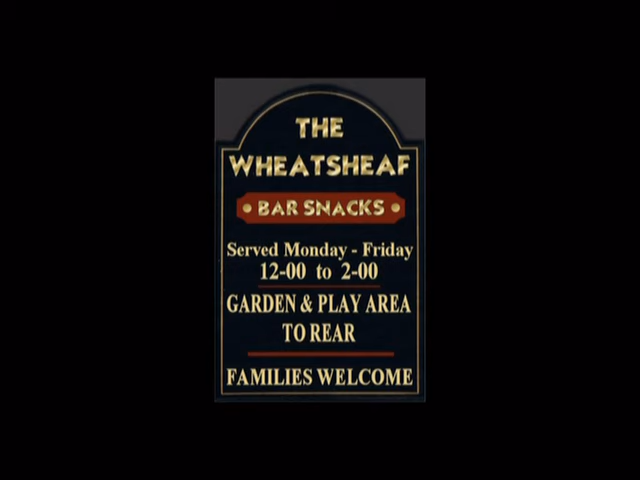 THE
WHEATSHEAF
BAR SNACKS
Served Monday - Friday
12-00 to 2-00
GARDEN & PLAY AREA
TO REAR
FAMILIES WELCOME